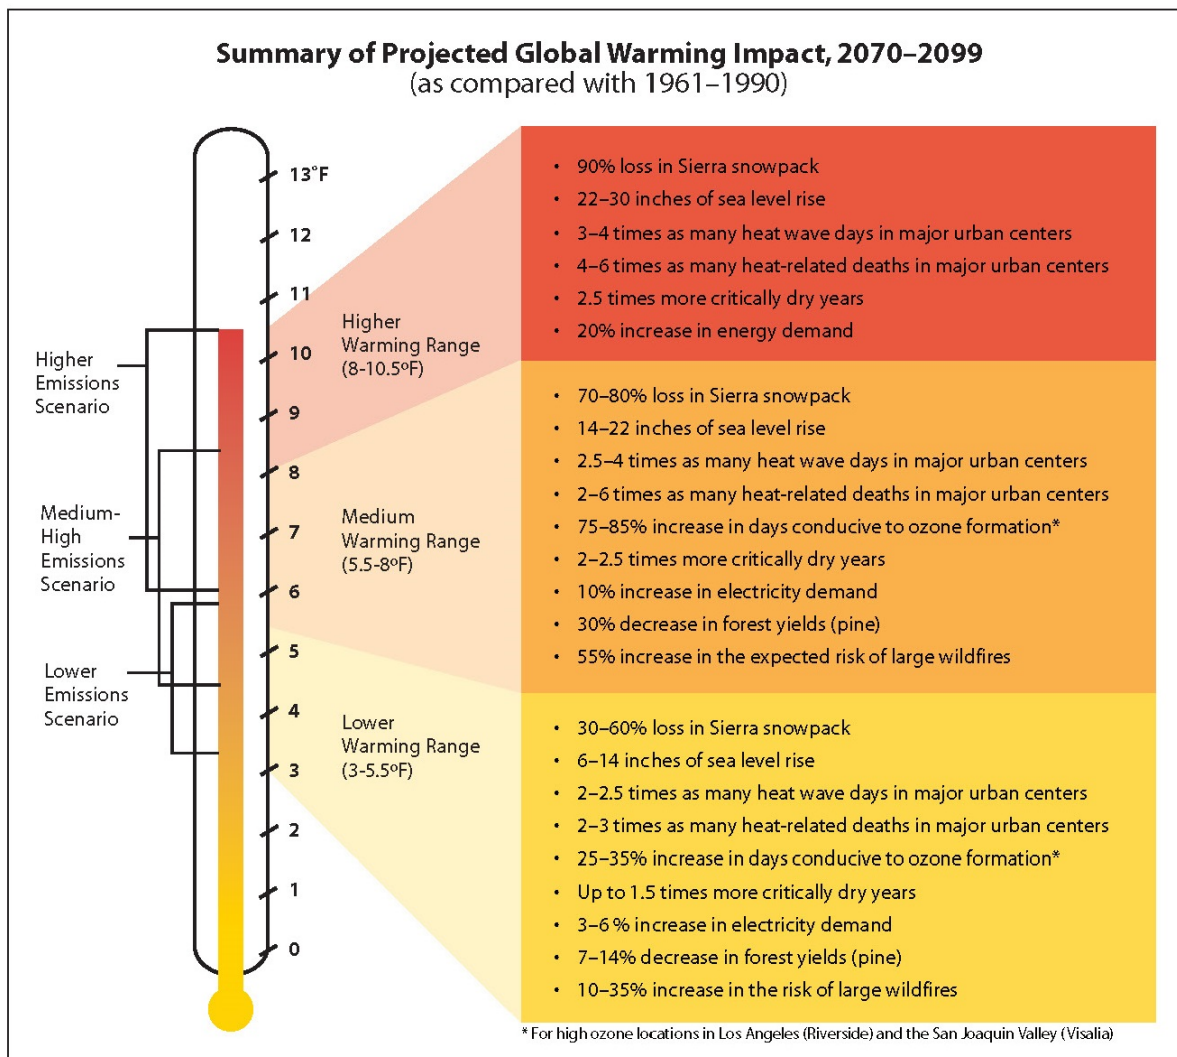 Summary of Projected Global Warming Impact, 2070–2099
(as compared with 1961–1990)
13°F
12
11
10
9
8
7
6
5
4
3
2
1
0
Higher
Emissions
Scenario
Medium-
High
Emissions
Scenario
Lower
Emissions
Scenario
Higher
Warming Range
(8-10.5ºF)
• 90% loss in Sierra snowpack
• 22–30 inches of sea level rise
• 3–4 times as many heat wave days in major urban centers
• 4–6 times as many heat-related deaths in major urban centers
• 2.5 times more critically dry years
• 20% increase in energy demand
Medium
Warming Range
(5.5-8ºF)
• 70–80% loss in Sierra snowpack
• 14–22 inches of sea level rise
• 2.5–4 times as many heat wave days in major urban centers
• 2–6 times as many heat-related deaths in major urban centers
• 75–85% increase in days conducive to ozone formation*
• 2–2.5 times more critically dry years
• 10% increase in electricity demand
• 30% decrease in forest yields (pine)
• 55% increase in the expected risk of large wildfires
Lower
Warming Range
(3-5.5ºF)
• 30–60% loss in Sierra snowpack
• 6–14 inches of sea level rise
• 2–2.5 times as many heat wave days in major urban centers
• 2–3 times as many heat-related deaths in major urban centers
• 25–35% increase in days conducive to ozone formation*
• Up to 1.5 times more critically dry years
• 3–6 % increase in electricity demand
• 7–14% decrease in forest yields (pine)
• 10–35% increase in the risk of large wildfires
* For high ozone locations in Los Angeles (Riverside) and the San Joaquin Valley (Visalia)